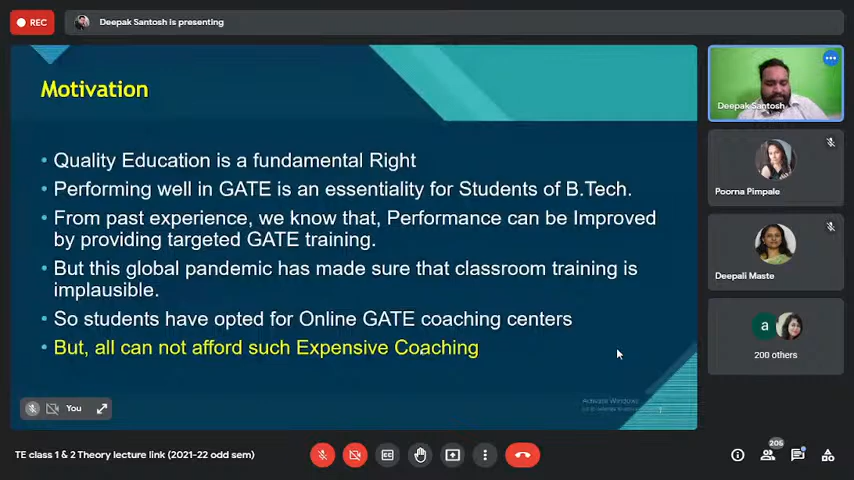 REC
Deepak Santosh is presenting
Motivation
• Quality Education is a fundamental Right
• Performing well in GATE is an essentiality for Students of B.Tech.
• From past experience, we know that, Performance can be Improved
by providing targeted GATE training.
• But this global pandemic has made sure that classroom training is
implausible.
• So students have opted for Online GATE coaching centers
• But, all can not afford such Expensive Coaching
Activate Windows
You
Deepak Santosh
Poorna Pimpale
Deepali Maste
a
200 others
TE class 1 & 2 Theory lecture link (2021-22 odd sem)
CC
205